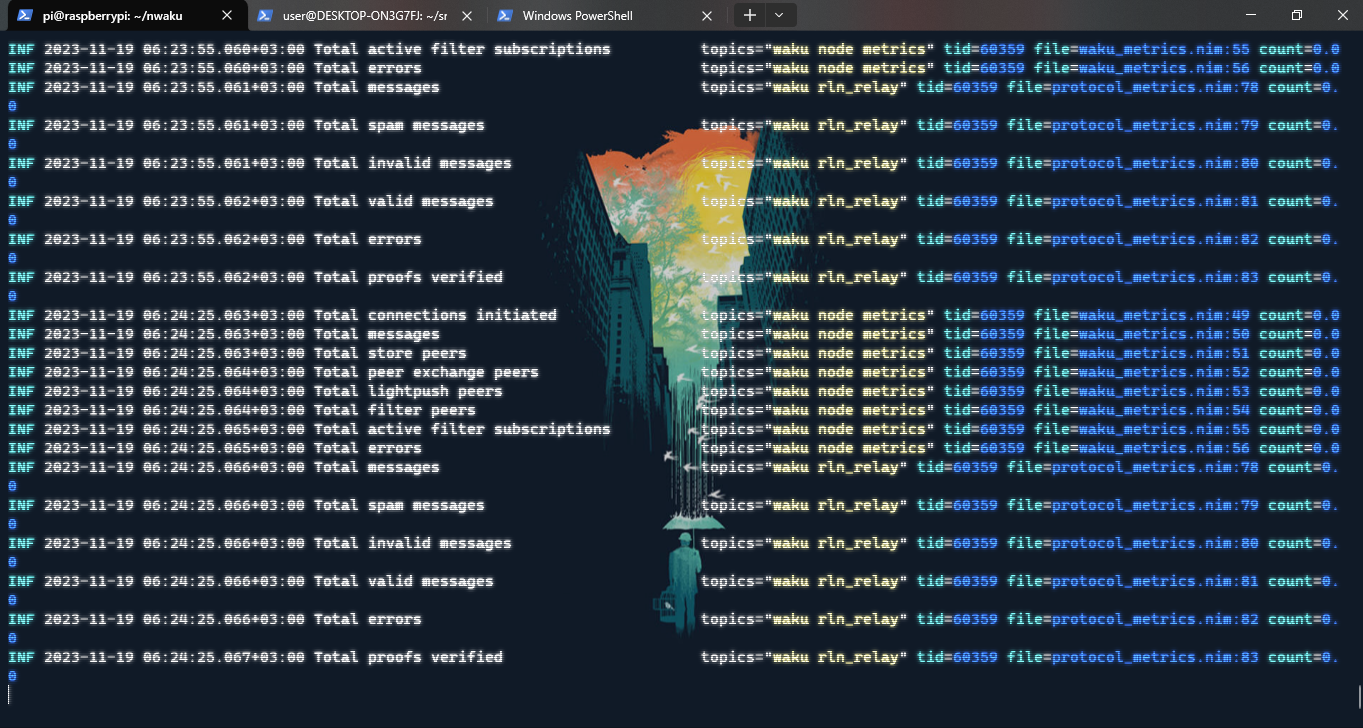 pi@raspberrypi: ~/nwaku
user@DESKTOP-ON3G7FJ: ~/sr
Windows PowerShell
INF 2023-11-19 06:23:55.060+03:00 Total active filter subscriptions topics="waku node metrics" tid=60359 file=waku_metrics.nim:55 count=0.0
INF 2023-11-19 06:23:55.060+03:00 Total errors topics="waku node metrics" tid=60359 file=waku_metrics.nim:56 count=0.0
INF 2023-11-19 06:23:55.061+03:00 Total messages topics="waku rln_relay" tid=60359 file=protocol_metrics.nim:78 count=0.
0
INF 2023-11-19 06:23:55.061+03:00 Total spam messages topics="waku rln_relay" tid=60359 file=protocol_metrics.nim:79 count=0.
0
INF 2023-11-19 06:23:55.061+03:00 Total invalid messages topics="waku rln_relay" tid=60359 file=protocol_metrics.nim:80 count=0.
0
INF 2023-11-19 06:23:55.062+03:00 Total valid messages topics="waku rln_relay" tid=60359 file=protocol_metrics.nim:81 count=0.
0
INF 2023-11-19 06:23:55.062+03:00 Total errors topics="waku rln_relay" tid=60359 file=protocol_metrics.nim:82 count=0.
0
INF 2023-11-19 06:23:55.062+03:00 Total proofs verified topics="waku rln_relay" tid=60359 file=protocol_metrics.nim:83 count=0.
0
INF 2023-11-19 06:24:25.063+03:00 Total connections initiated topics="waku node metrics" tid=60359 file=waku_metrics.nim:49 count=0.0
INF 2023-11-19 06:24:25.063+03:00 Total messages topics="waku node metrics" tid=60359 file=waku_metrics.nim:50 count=0.0
INF 2023-11-19 06:24:25.063+03:00 Total store peers topics="waku node metrics" tid=60359 file=waku_metrics.nim:51 count=0.0
INF 2023-11-19 06:24:25.064+03:00 Total peer exchange peers topics="waku node metrics" tid=60359 file=waku_metrics.nim:52 count=0.0
INF 2023-11-19 06:24:25.064+03:00 Total lightpush peers topics="waku node metrics" tid=60359 file=waku_metrics.nim:53 count=0.0
INF 2023-11-19 06:24:25.064+03:00 Total filter peers topics="waku node metrics" tid=60359 file=waku_metrics.nim:54 count=0.0
INF 2023-11-19 06:24:25.065+03:00 Total active filter subscriptions topics="waku node metrics" tid=60359 file=waku_metrics.nim:55 count=0.0
INF 2023-11-19 06:24:25.065+03:00 Total errors topics="waku node metrics" tid=60359 file=waku_metrics.nim:56 count=0.0
INF 2023-11-19 06:24:25.066+03:00 Total messages topics="waku rln_relay" tid=60359 file=protocol_metrics.nim:78 count=0.
0
INF 2023-11-19 06:24:25.066+03:00 Total spam messages topics="waku rln_relay" tid=60359 file=protocol_metrics.nim:79 count=0.
0
INF 2023-11-19 06:24:25.066+03:00 Total invalid messages topics="waku rln_relay" tid=60359 file=protocol_metrics.nim:80 count=0.
0
INF 2023-11-19 06:24:25.066+03:00 Total valid messages topics="waku rln_relay" tid=60359 file=protocol_metrics.nim:81 count=0.
0
INF 2023-11-19 06:24:25.066+03:00 Total errors topics="waku rln_relay" tid=60359 file=protocol_metrics.nim:82 count=0.
0
INF 2023-11-19 06:24:25.067+03:00 Total proofs verified topics="waku rln_relay" tid=60359 file=protocol_metrics.nim:83 count=0.
0